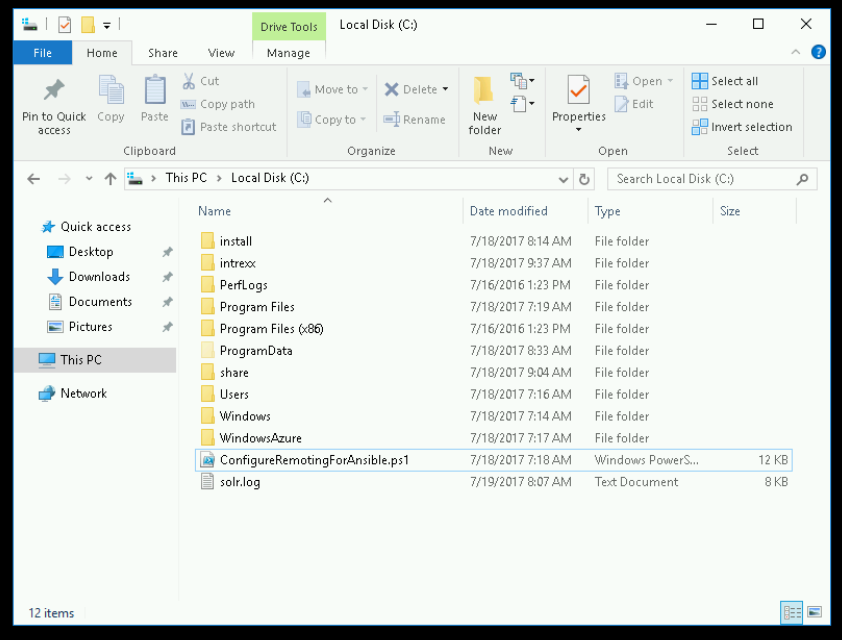 Drive Tools Local Disk (C:)
File Home Share View Manage
Pin to Quick access
Copy
Paste
Cut
Copy path
Paste shortcut
Clipboard
Move to
Copy to
Delete
Rename
Organize
New folder
New
Properties
Open
Edit
Open
Select all
Select none
Invert selection
Select
This PC > Local Disk (C:)
Search Local Disk (C:)
Quick access
Desktop
Downloads
Documents
Pictures
This PC
Network
Name Date modified Type Size
install 7/18/2017 8:14 AM File folder
intrexx 7/18/2017 9:37 AM File folder
PerfLogs 7/16/2016 1:23 PM File folder
Program Files 7/18/2017 7:19 AM File folder
Program Files (x86) 7/16/2016 1:23 PM File folder
ProgramData 7/18/2017 8:33 AM File folder
share 7/18/2017 9:04 AM File folder
Users 7/18/2017 7:16 AM File folder
Windows 7/18/2017 7:14 AM File folder
WindowsAzure 7/18/2017 7:17 AM File folder
ConfigureRemotingForAnsible.ps1 7/18/2017 7:18 AM Windows PowerS... 12 KB
solr.log 7/19/2017 8:07 AM Text Document 8 KB
12 items